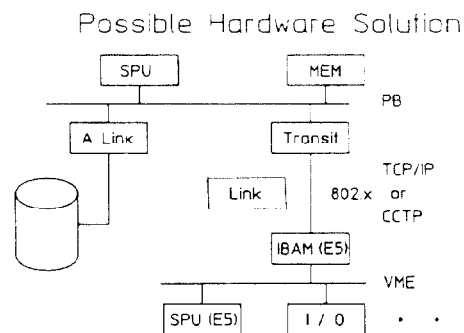 Possible Hardware Solution
SPU
MEM
PB
A Link
Transit
TCP/IP
Link
802.x or
CCTP
IBAM (E5)
VME
SPU (E5)
I / O
. .